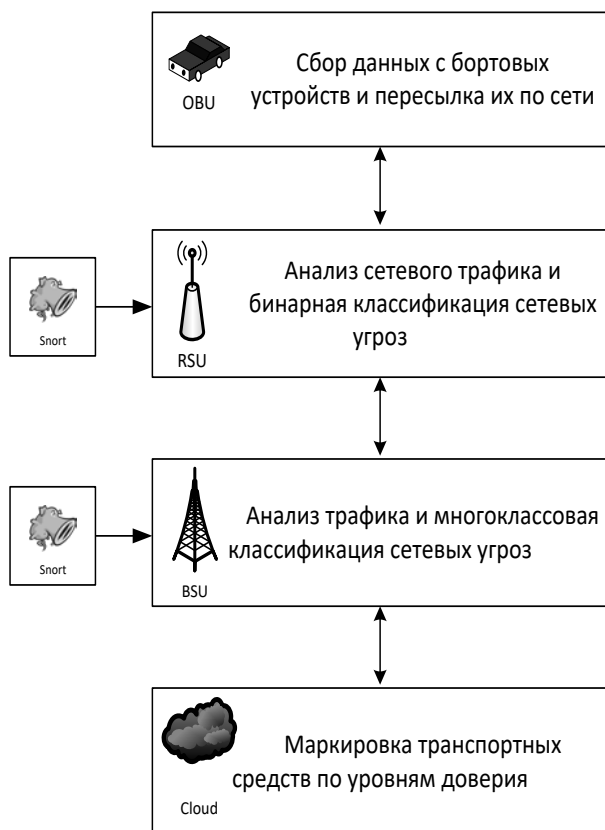 Сбор данных с бортовых
устройств и пересылка их по сети
OBU
Анализ сетевого трафика и
бинарная классификация сетевых
угроз
Snort
RSU
Анализ трафика и многоклассовая
классификация сетевых угроз
Snort
BSU
Маркировка транспортных
средств по уровням доверия
Cloud